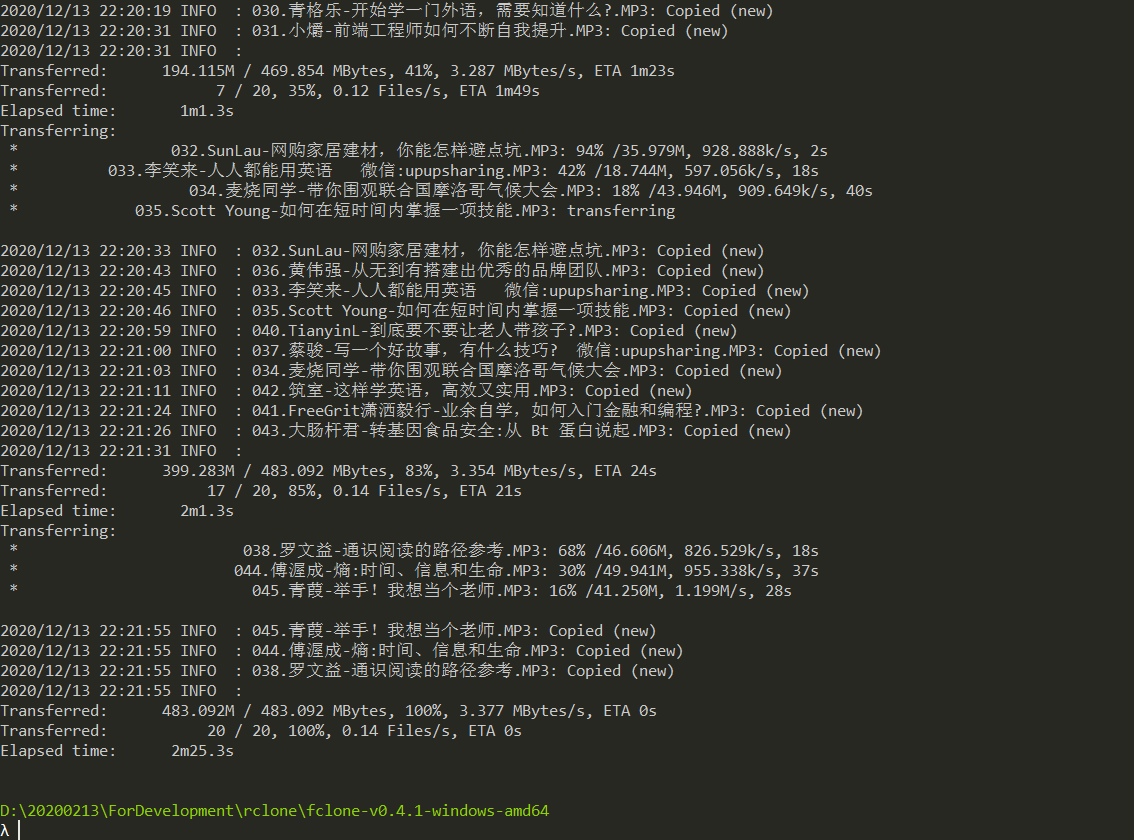 2020/12/13 22:20:19 INFO  : 030.青格乐-开始学一门外语，需要知道什么?.MP3: Copied (new)
2020/12/13 22:20:31 INFO  : 031.小爝-前端工程师如何不断自我提升.MP3: Copied (new)
2020/12/13 22:20:31 INFO  :
Transferred:      194.115M / 469.854 MBytes, 41%, 3.287 MBytes/s, ETA 1m23s
Transferred:            7 / 20, 35%, 0.12 Files/s, ETA 1m49s
Elapsed time:       1m1.3s
Transferring:
 *                 032.SunLau-网购家居建材，你能怎样避点坑.MP3: 94% /35.979M, 928.888k/s, 2s
 *          033.李笑来-人人都能用英语   微信:upupsharing.MP3: 42% /18.744M, 597.056k/s, 18s
 *                   034.麦烧同学-带你围观联合国摩洛哥气候大会.MP3: 18% /43.946M, 909.649k/s, 40s
 *             035.Scott Young-如何在短时间内掌握一项技能.MP3: transferring
2020/12/13 22:20:33 INFO  : 032.SunLau-网购家居建材，你能怎样避点坑.MP3: Copied (new)
2020/12/13 22:20:43 INFO  : 036.黄伟强-从无到有搭建出优秀的品牌团队.MP3: Copied (new)
2020/12/13 22:20:45 INFO  : 033.李笑来-人人都能用英语   微信:upupsharing.MP3: Copied (new)
2020/12/13 22:20:46 INFO  : 035.Scott Young-如何在短时间内掌握一项技能.MP3: Copied (new)
2020/12/13 22:20:59 INFO  : 040.TianyinL-到底要不要让老人带孩子?.MP3: Copied (new)
2020/12/13 22:21:00 INFO  : 037.蔡骏-写一个好故事，有什么技巧?  微信:upupsharing.MP3: Copied (new)
2020/12/13 22:21:03 INFO  : 034.麦烧同学-带你围观联合国摩洛哥气候大会.MP3: Copied (new)
2020/12/13 22:21:11 INFO  : 042.筑室-这样学英语，高效又实用.MP3: Copied (new)
2020/12/13 22:21:24 INFO  : 041.FreeGrit潇洒毅行-业余自学，如何入门金融和编程?.MP3: Copied (new)
2020/12/13 22:21:26 INFO  : 043.大肠杆君-转基因食品安全:从 Bt 蛋白说起.MP3: Copied (new)
2020/12/13 22:21:31 INFO  :
Transferred:      399.283M / 483.092 MBytes, 83%, 3.354 MBytes/s, ETA 24s
Transferred:           17 / 20, 85%, 0.14 Files/s, ETA 21s
Elapsed time:       2m1.3s
Transferring:
 *                         038.罗文益-通识阅读的路径参考.MP3: 68% /46.606M, 826.529k/s, 18s
 *                        044.傅渥成-熵:时间、信息和生命.MP3: 30% /49.941M, 955.338k/s, 37s
 *                          045.青葭-举手！我想当个老师.MP3: 16% /41.250M, 1.199M/s, 28s
2020/12/13 22:21:55 INFO  : 045.青葭-举手！我想当个老师.MP3: Copied (new)
2020/12/13 22:21:55 INFO  : 044.傅渥成-熵:时间、信息和生命.MP3: Copied (new)
2020/12/13 22:21:55 INFO  : 038.罗文益-通识阅读的路径参考.MP3: Copied (new)
2020/12/13 22:21:55 INFO  :
Transferred:      483.092M / 483.092 MBytes, 100%, 3.377 MBytes/s, ETA 0s
Transferred:           20 / 20, 100%, 0.14 Files/s, ETA 0s
Elapsed time:      2m25.3s
D:\20200213\ForDevelopment\rclone\fclone-v0.4.1-windows-amd64
λ